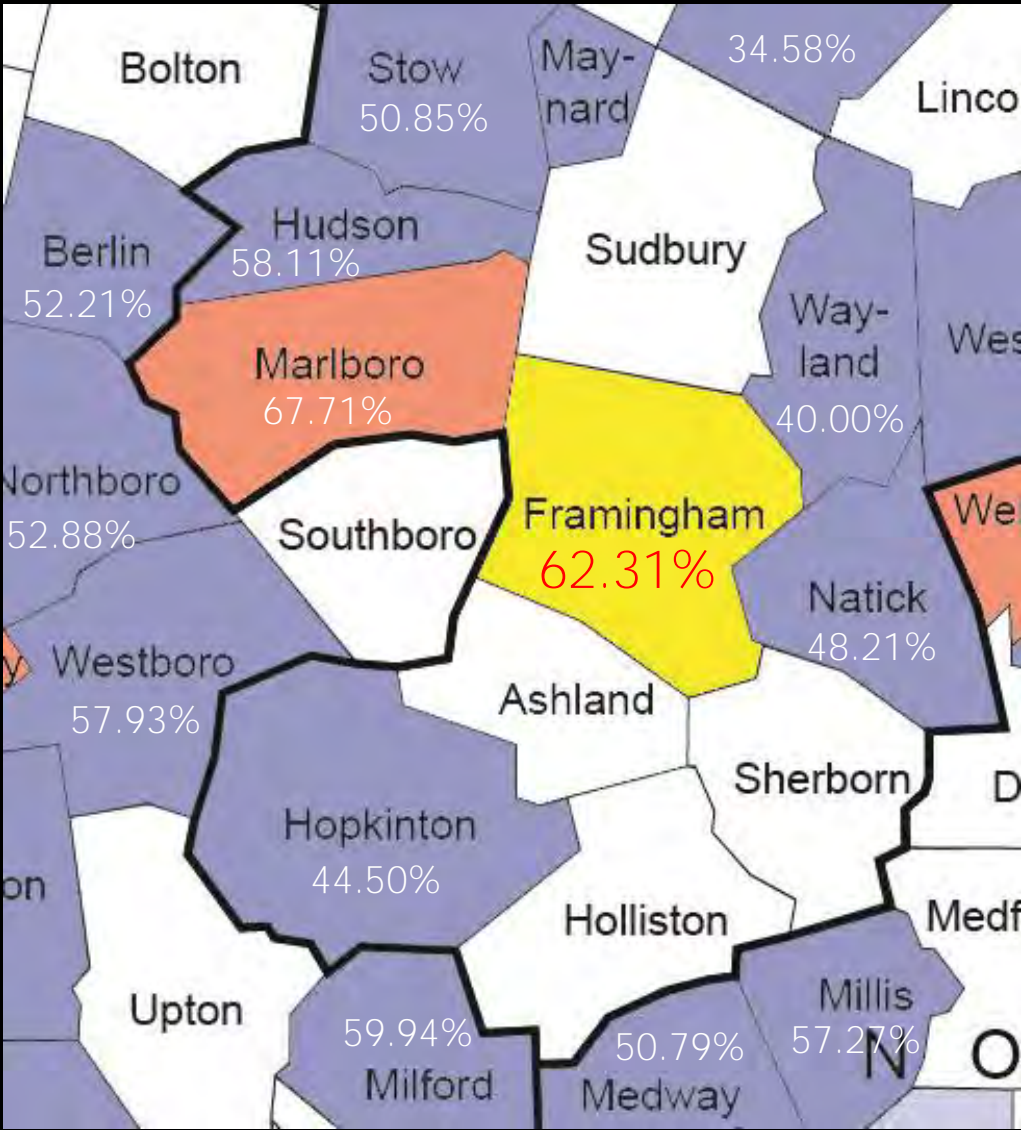 34.58%
Bolton
Stow
50.85%
May-
nard
Linco
Hudson
58.11%
Berlin
52.21%
Sudbury
Way-
land
40.00%
Wes
Marlboro
67.71%
Northboro
52.88%
Southboro
Framingham
62.31%
Wel
Natick
48.21%
y
Westboro
57.93%
Ashland
Sherborn
D
Hopkinton
44.50%
on
Holliston
Medf
Upton
Millis
57.27%
N O
59.94%
Milford
50.79%
Medway